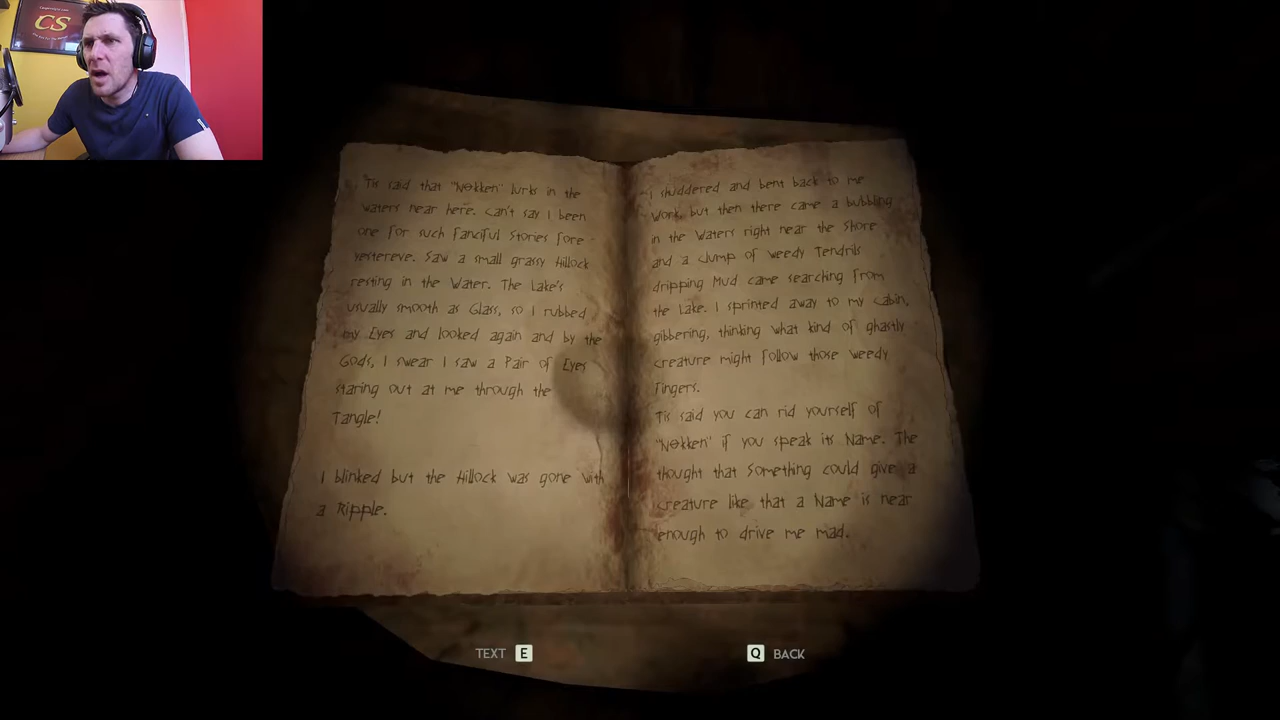 CS
'Tis said that "Nøkken" lurks in the
waters near here. Can't say I been
one for such Fanciful Stories fore
yestereve. Saw a small grassy Hillock
resting in the Water. The Lake's
usually smooth as Glass, so I rubbed
my Eyes and looked again and by the
Gods, I swear I saw a Pair of Eyes
staring out at me through the
Tangle!
I blinked but the Hillock was gone with
a Ripple.
I shuddered and bent back to me
Work, but then there came a bubbling
in the Waters right near the Shore
and a clump of weedy Tendrils
dripping Mud came searching from
the Lake. I sprinted away to my Cabin,
gibbering, thinking what kind of ghastly
creature might follow those weedy
Fingers.
Tis said you can rid yourself of
"Nøkken" if you speak its Name. The
thought that Something could give a
creature like that a Name is near
enough to drive me mad.
TEXT E
Q BACK